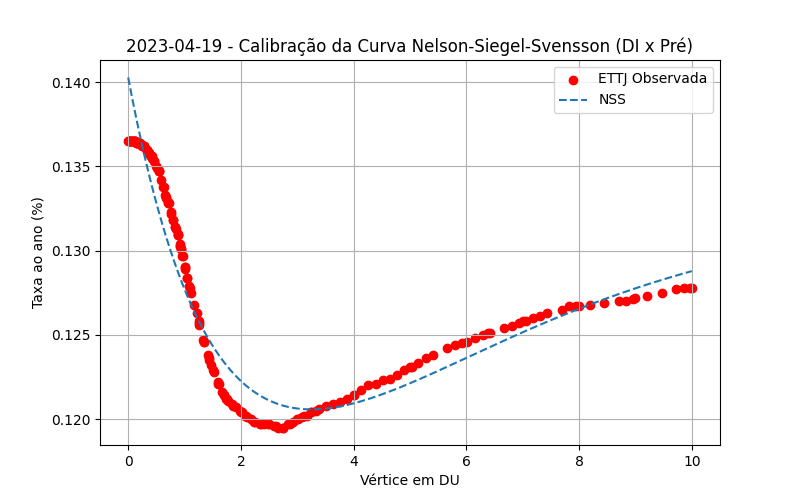 2023-04-19 - Calibração da Curva Nelson-Siegel-Svensson (DI x Pré)
ETTJ Observada
NSS
Taxa ao ano (%)
0.140
0.135
0.130
0.125
0.120
0 2 4 6 8 10
Vértice em DU